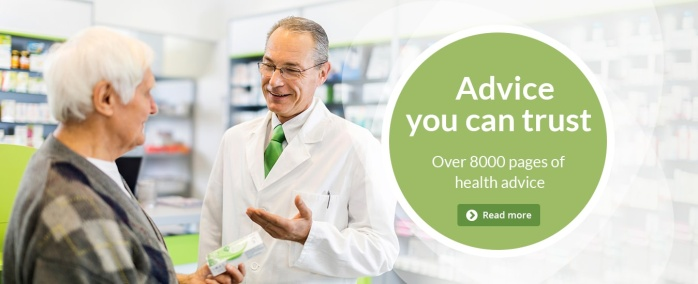 Advice
you can trust
Over 8000 pages of
health advice
Read more